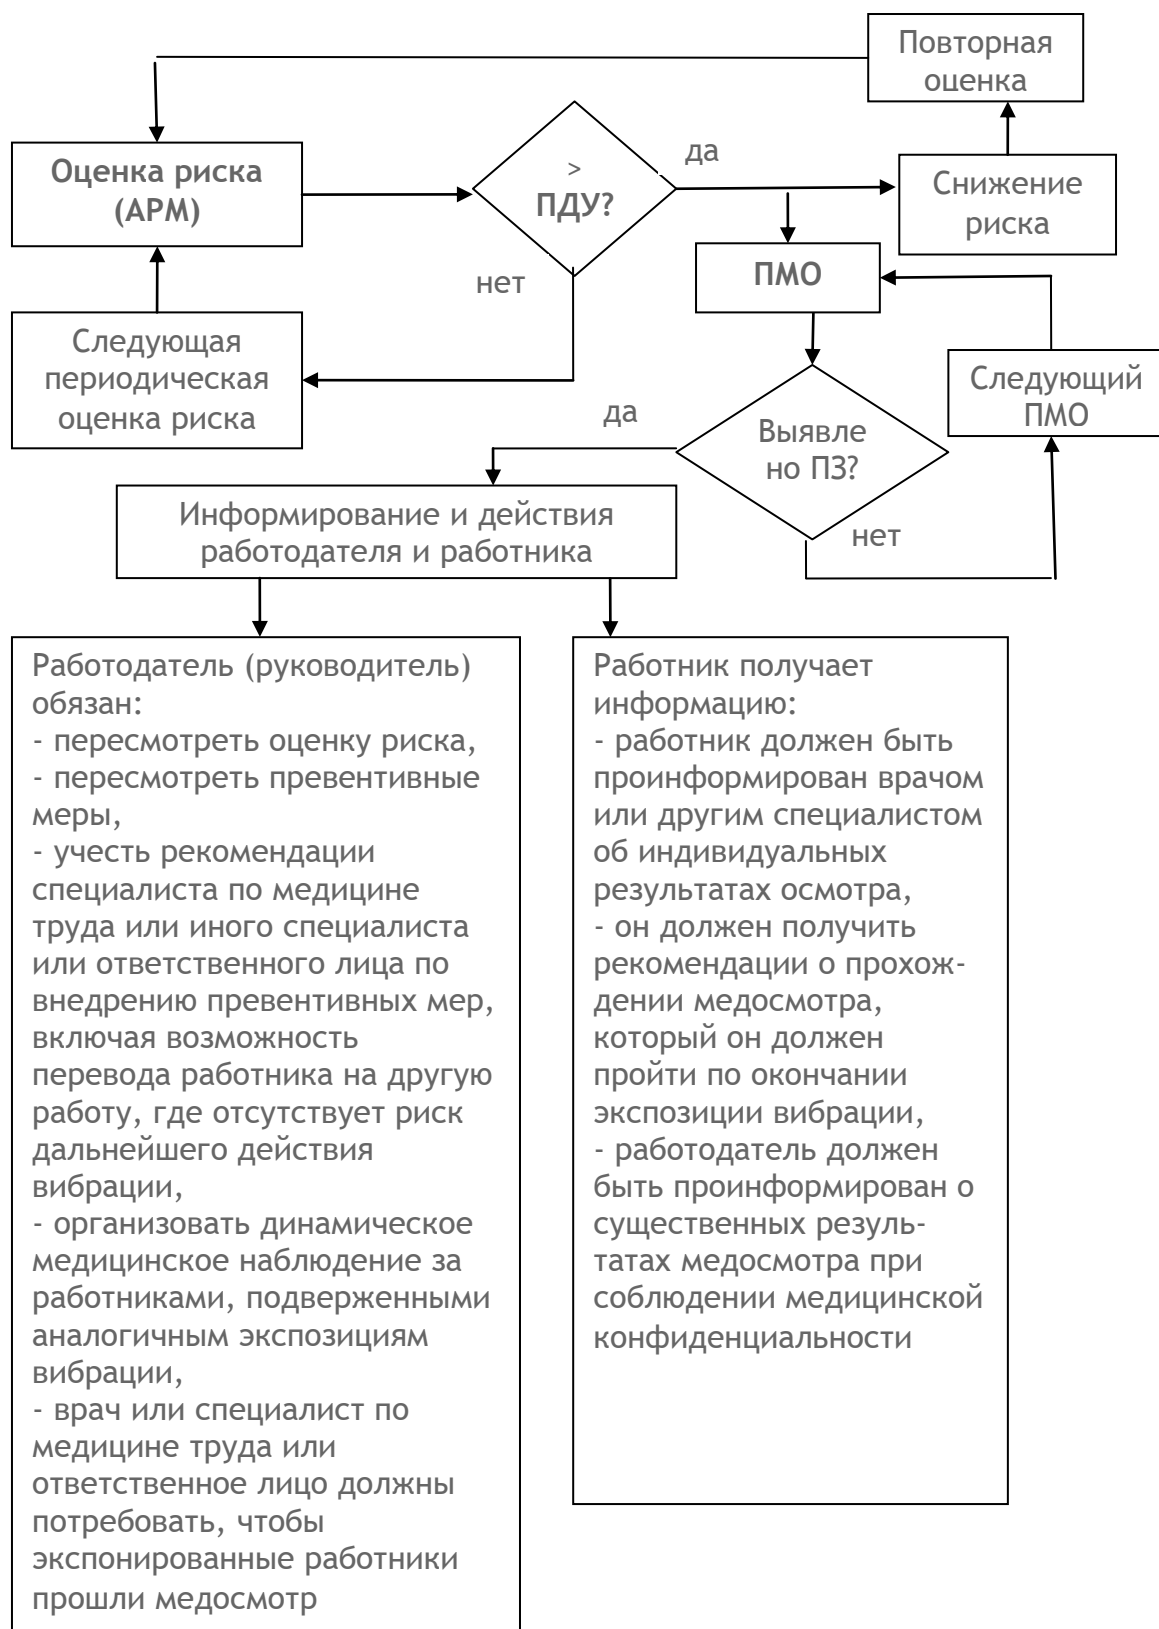 Повторная
оценка
Оценка риска
(АРМ)
>
ПДУ?
да
Снижение
риска
нет
ПМО
Следующая
периодическая
оценка риска
Следующий
ПМО
да
Выявле
но ПЗ?
нет
Информирование и действия
работодателя и работника
Работодатель (руководитель)
обязан:
- пересмотреть оценку риска,
- пересмотреть превентивные
меры,
- учесть рекомендации
специалиста по медицине
труда или иного специалиста
или ответственного лица по
внедрению превентивных мер,
включая возможность
перевода работника на другую
работу, где отсутствует риск
дальнейшего действия
вибрации,
- организовать динамическое
медицинское наблюдение за
работниками, подверженными
аналогичным экспозициям
вибрации,
- врач или специалист по
медицине труда или
ответственное лицо должны
потребовать, чтобы
экспонированные работники
прошли медосмотр
Работник получает
информацию:
- работник должен быть
проинформирован врачом
или другим специалистом
об индивидуальных
результатах осмотра,
- он должен получить
рекомендации о прохож-
дении медосмотра,
который он должен
пройти по окончании
экспозиции вибрации,
- работодатель должен
быть проинформирован о
существенных резуль-
татах медосмотра при
соблюдении медицинской
конфиденциальности